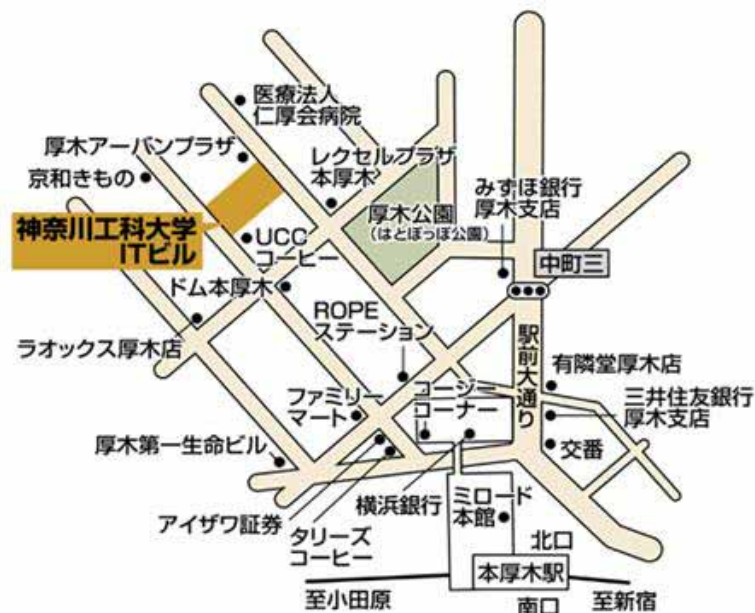 医療法人
仁厚会病院
厚木アーバンプラザ
レクセルプラザ
本厚木
京和きもの
みずほ銀行
厚木支店
厚木公園
(はとぽっぽ公園)
神奈川工科大学
ITビル
UCC
コーヒー
中町三
ドム本厚木
ROPE
ステーション
駅前大通り
ラオックス厚木店
有隣堂厚木店
ファミリー
マート
コージー
コーナー
三井住友銀行
厚木支店
厚木第一生命ビル
交番
横浜銀行
ミロード
本館
アイザワ証券
タリーズ
コーヒー
北口
本厚木駅
至小田原
南口
至新宿